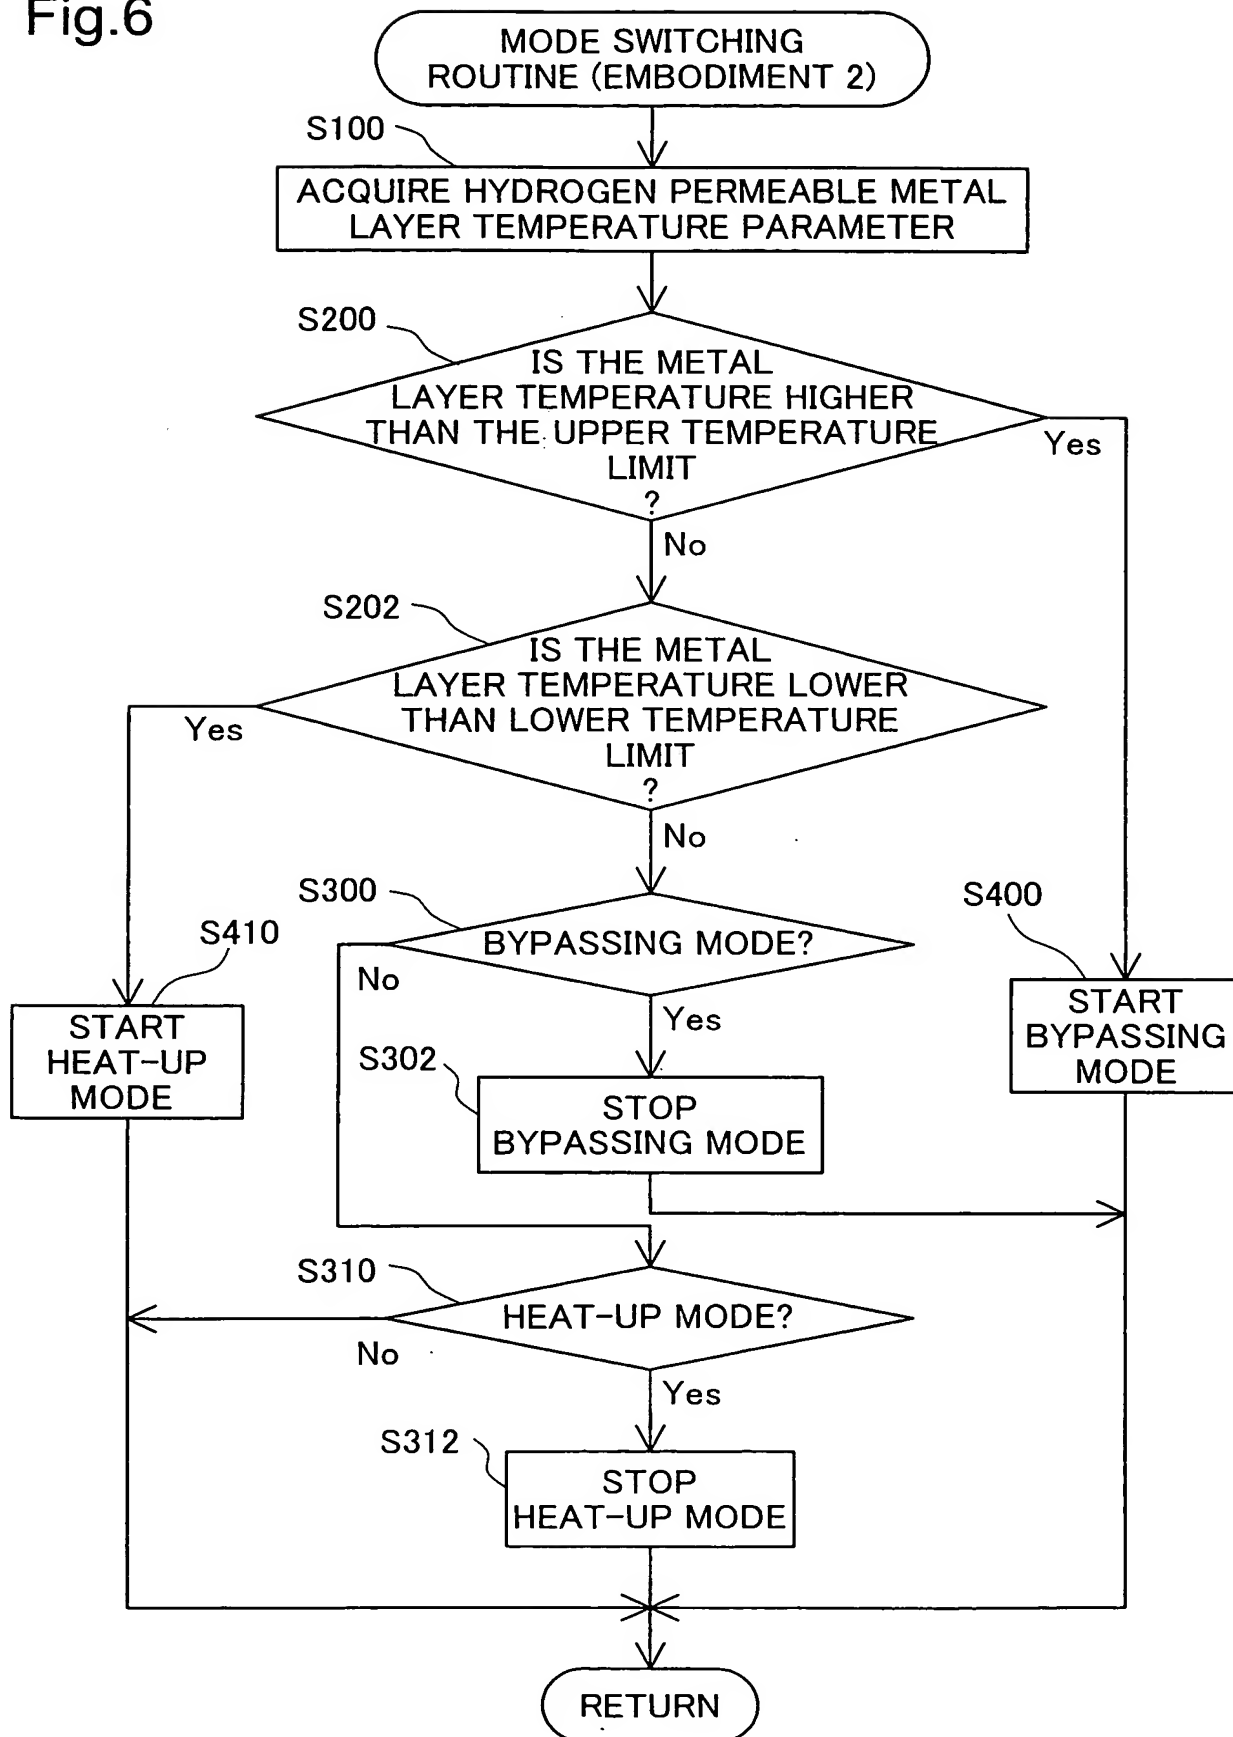 Fig.6
MODE SWITCHING
ROUTINE (EMBODIMENT 2)
S100
ACQUIRE HYDROGEN PERMEABLE METAL
LAYER TEMPERATURE PARAMETER
S200
IS THE METAL
LAYER TEMPERATURE HIGHER
THAN THE UPPER TEMPERATURE
LIMIT
?
Yes
No
S202
IS THE METAL
LAYER TEMPERATURE LOWER
THAN LOWER TEMPERATURE
LIMIT
?
Yes
No
S300
BYPASSING MODE?
No
Yes
S400
START
BYPASSING
MODE
S410
START
HEAT-UP
MODE
S302
STOP
BYPASSING MODE
S310
HEAT-UP MODE?
No
Yes
S312
STOP
HEAT-UP MODE
RETURN